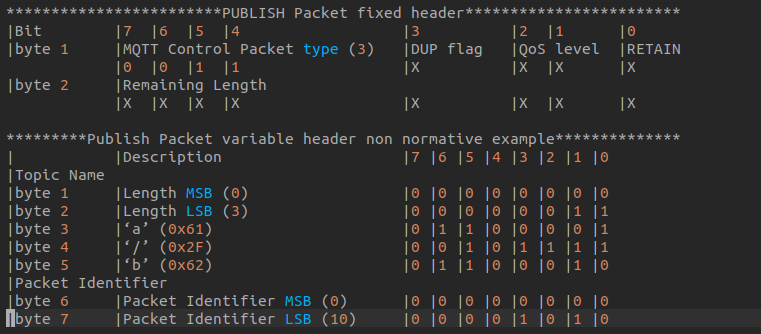 ************************PUBLISH Packet fixed header************************
|Bit        |7  |6  |5  |4                  |3          |2  |1      |0
|byte 1     |MQTT Control Packet type (3)   |DUP flag   |QoS level  |RETAIN
            |0  |0  |1  |1                  |X          |X  |X      |X
|byte 2     |Remaining Length
            |X  |X  |X  |X                  |X          |X  |X      |X
*********Publish Packet variable header non normative example**************
|           |Description                    |7 |6 |5 |4 |3 |2 |1 |0
|Topic Name
|byte 1     |Length MSB (0)                 |0 |0 |0 |0 |0 |0 |0 |0
|byte 2     |Length LSB (3)                 |0 |0 |0 |0 |0 |0 |1 |1
|byte 3     |‘a’ (0x61)                     |0 |1 |1 |0 |0 |0 |0 |1
|byte 4     |‘/’ (0x2F)                     |0 |0 |1 |0 |1 |1 |1 |1
|byte 5     |‘b’ (0x62)                     |0 |1 |1 |0 |0 |0 |1 |0
|Packet Identifier
|byte 6     |Packet Identifier MSB (0)      |0 |0 |0 |0 |0 |0 |0 |0
|byte 7     |Packet Identifier LSB (10)     |0 |0 |0 |0 |1 |0 |1 |0